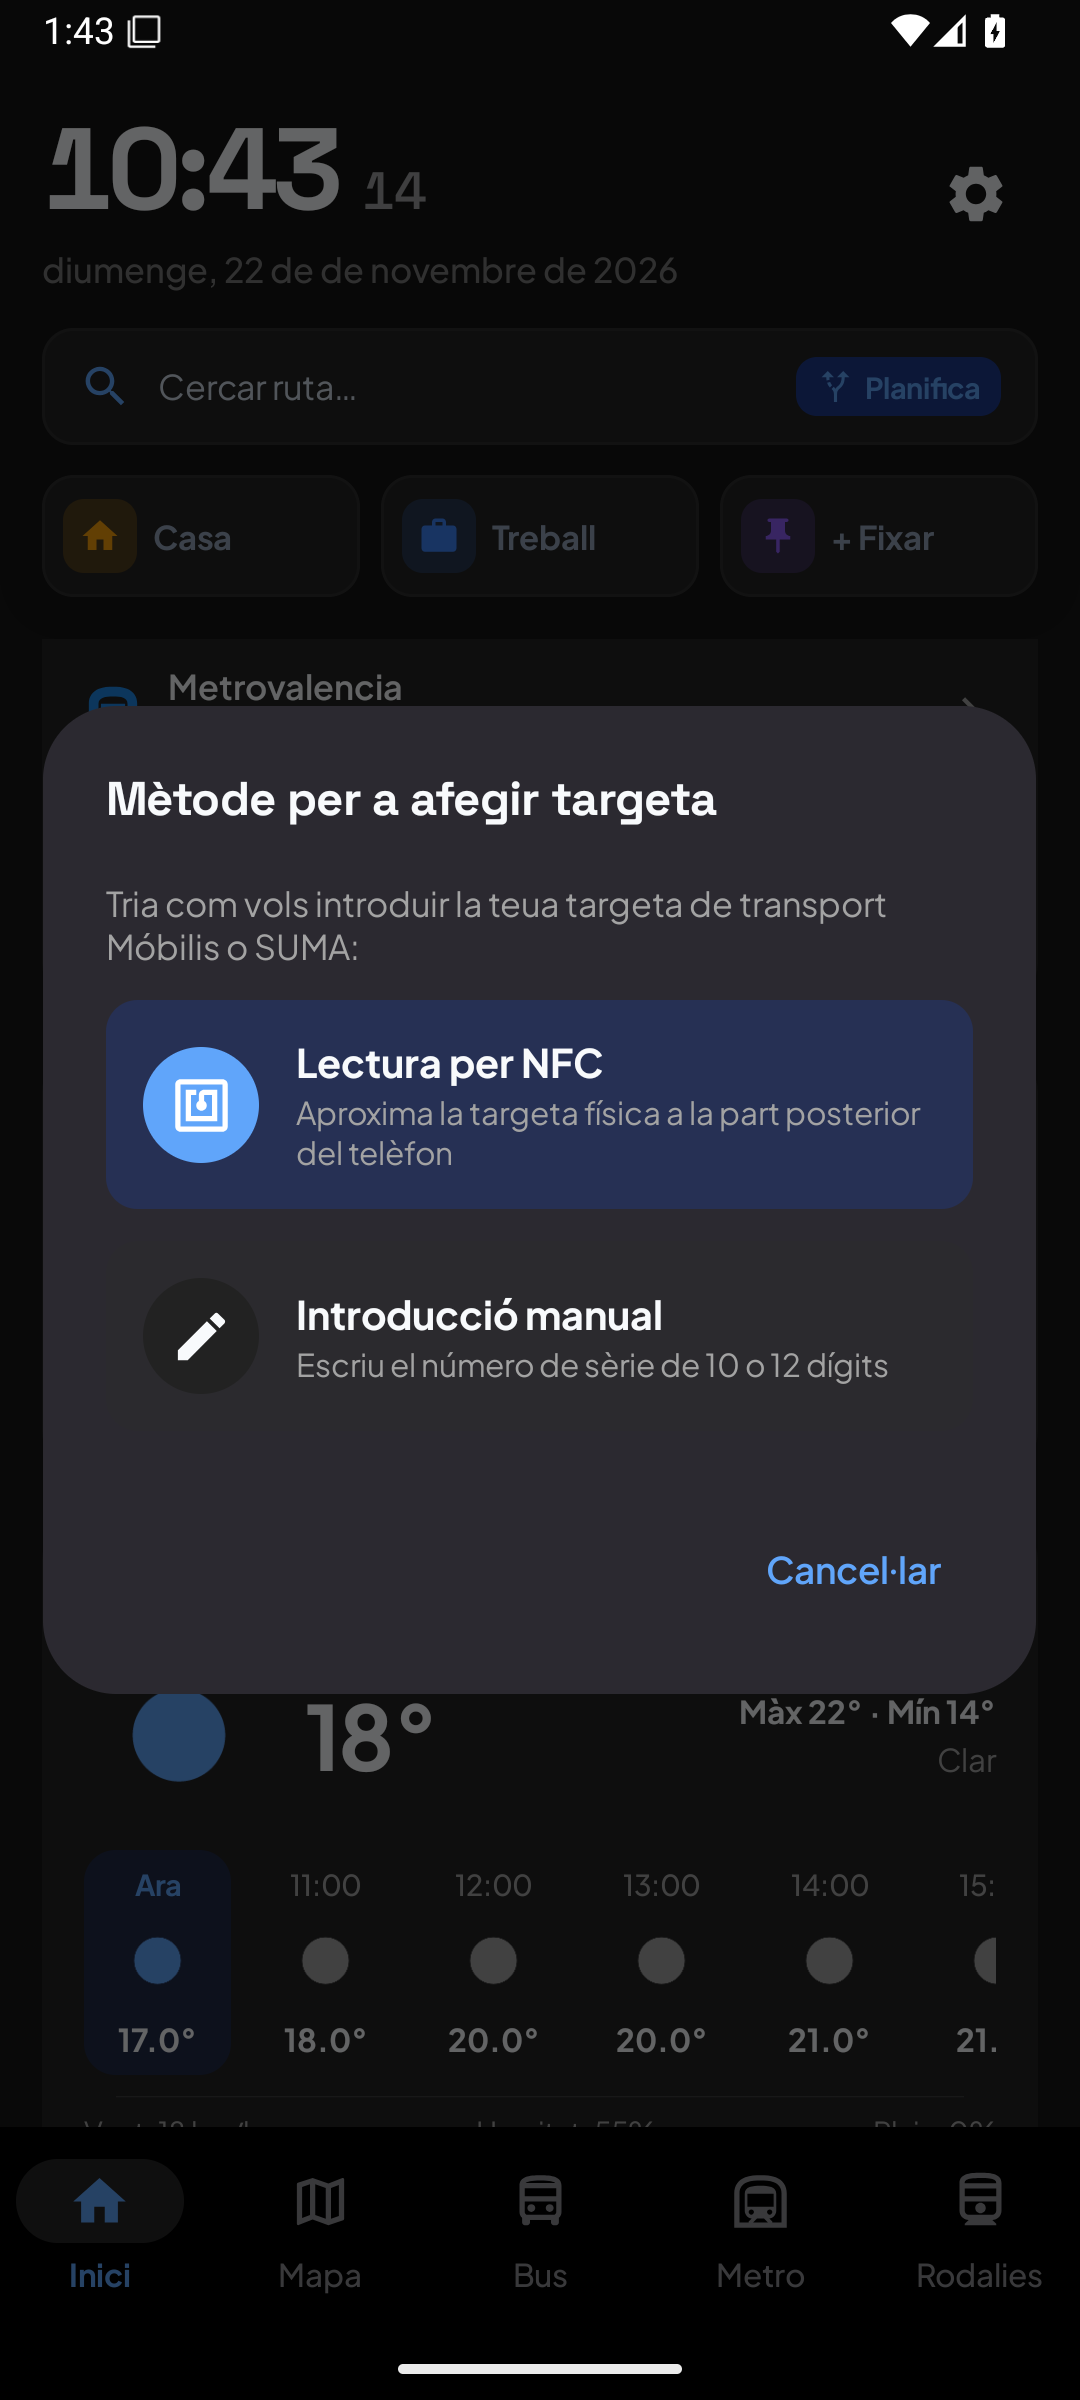 1:43
10:43 14
diumenge, 22 de de novembre de 2026
Cercar ruta...
Planifica
Casa
Treball
+ Fixar
Metrovalencia
Mètode per a afegir targeta
Tria com vols introduir la teua targeta de transport
Móbilis o SUMA:
Lectura per NFC
Aproxima la targeta física a la part posterior
del telèfon
Introducció manual
Escriu el número de sèrie de 10 o 12 dígits
Cancel·lar
18°
Màx 22° · Mín 14°
Clar
Ara 11:00 12:00 13:00 14:00 15:
17.0° 18.0° 20.0° 20.0° 21.0° 21.
Inici Mapa Bus Metro Rodalies